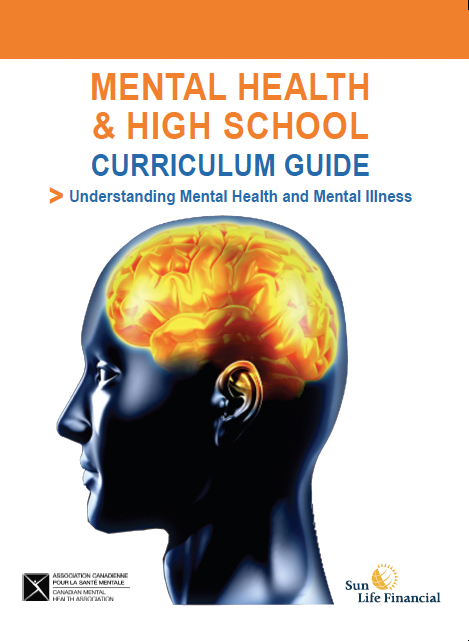 MENTAL HEALTH
& HIGH SCHOOL
CURRICULUM GUIDE
> Understanding Mental Health and Mental Illness
ASSOCIATION CANADIENNE
POUR LA SANTÉ MENTALE
CANADIAN MENTAL
HEALTH ASSOCIATION
Sun
Life Financial